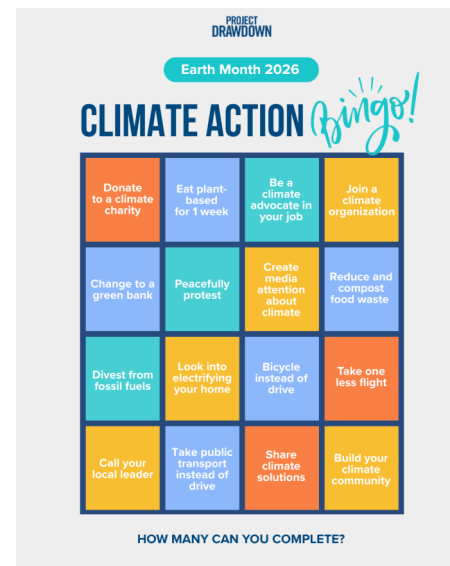 PROJECT
DRAWDOWN
Earth Month 2026
CLIMATE ACTION Bingo!
Donate
to a climate
charity
Eat plant-
based
for 1 week
Be a
climate
advocate in
your job
Join a
climate
organization
Change to a
green bank
Peacefully
protest
Create
media
attention
about
climate
Reduce and
compost
food waste
Divest from
fossil fuels
Look into
electrifying
your home
Bicycle
instead of
drive
Take one
less flight
Call your
local leader
Take public
transport
instead of
drive
Share
climate
solutions
Build your
climate
community
HOW MANY CAN YOU COMPLETE?